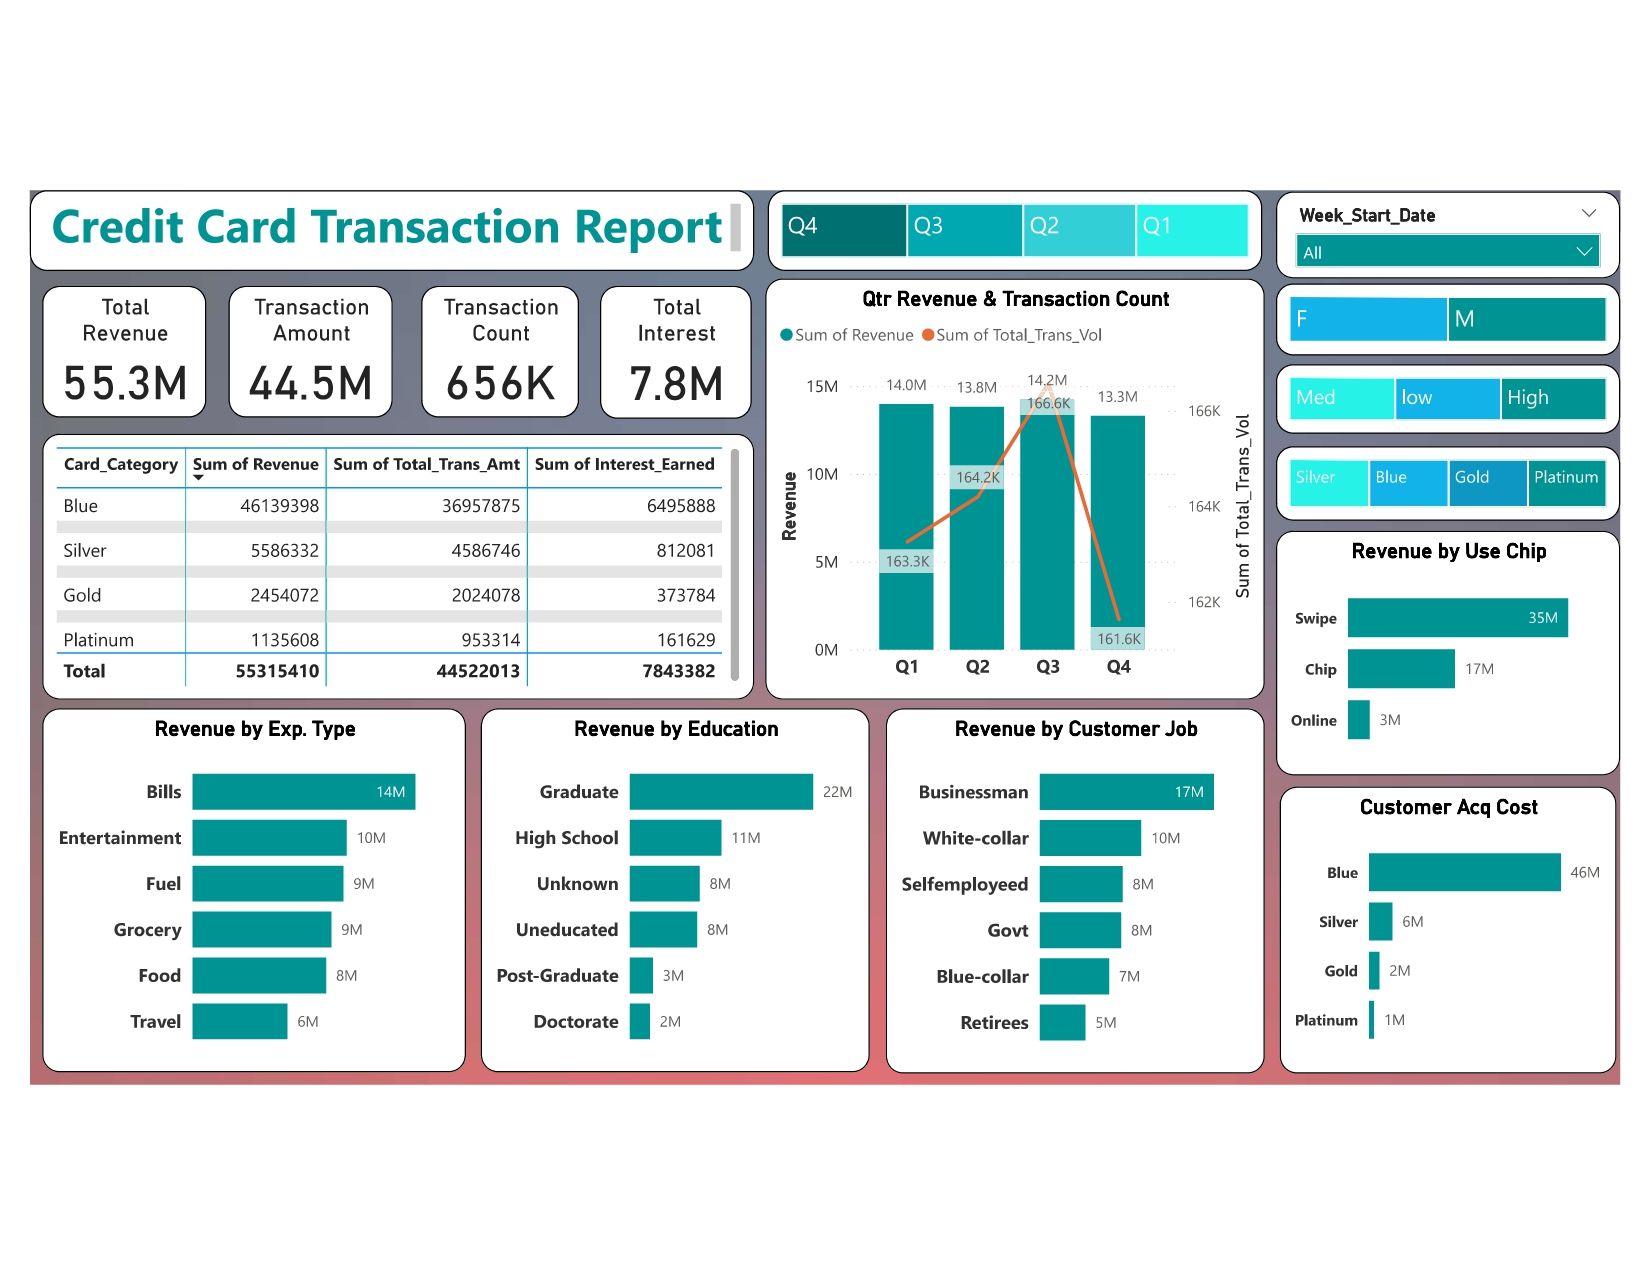 Credit Card Transaction Report
Q4 Q3 Q2 Q1
Week_Start_Date
All
F M
Med low High
Silver Blue Gold Platinum
Total
Revenue
55.3M
Transaction
Amount
44.5M
Transaction
Count
656K
Total
Interest
7.8M
Card_Category Sum of Revenue Sum of Total_Trans_Amt Sum of Interest_Earned
Blue 46139398 36957875 6495888
Silver 5586332 4586746 812081
Gold 2454072 2024078 373784
Platinum 1135608 953314 161629
Total 55315410 44522013 7843382
Qtr Revenue & Transaction Count
Sum of Revenue Sum of Total_Trans_Vol
Revenue
15M
10M
5M
0M
14.0M 13.8M 14.2M 13.3M
163.3K 164.2K 166.6K 161.6K
Q1 Q2 Q3 Q4
166K
164K
162K
Sum of Total_Trans_Vol
Revenue by Use Chip
Swipe 35M
Chip 17M
Online 3M
Revenue by Exp. Type
Bills 14M
Entertainment 10M
Fuel 9M
Grocery 9M
Food 8M
Travel 6M
Revenue by Education
Graduate 22M
High School 11M
Unknown 8M
Uneducated 8M
Post-Graduate 3M
Doctorate 2M
Revenue by Customer Job
Businessman 17M
White-collar 10M
Selfemployeed 8M
Govt 8M
Blue-collar 7M
Retirees 5M
Customer Acq Cost
Blue 46M
Silver 6M
Gold 2M
Platinum 1M